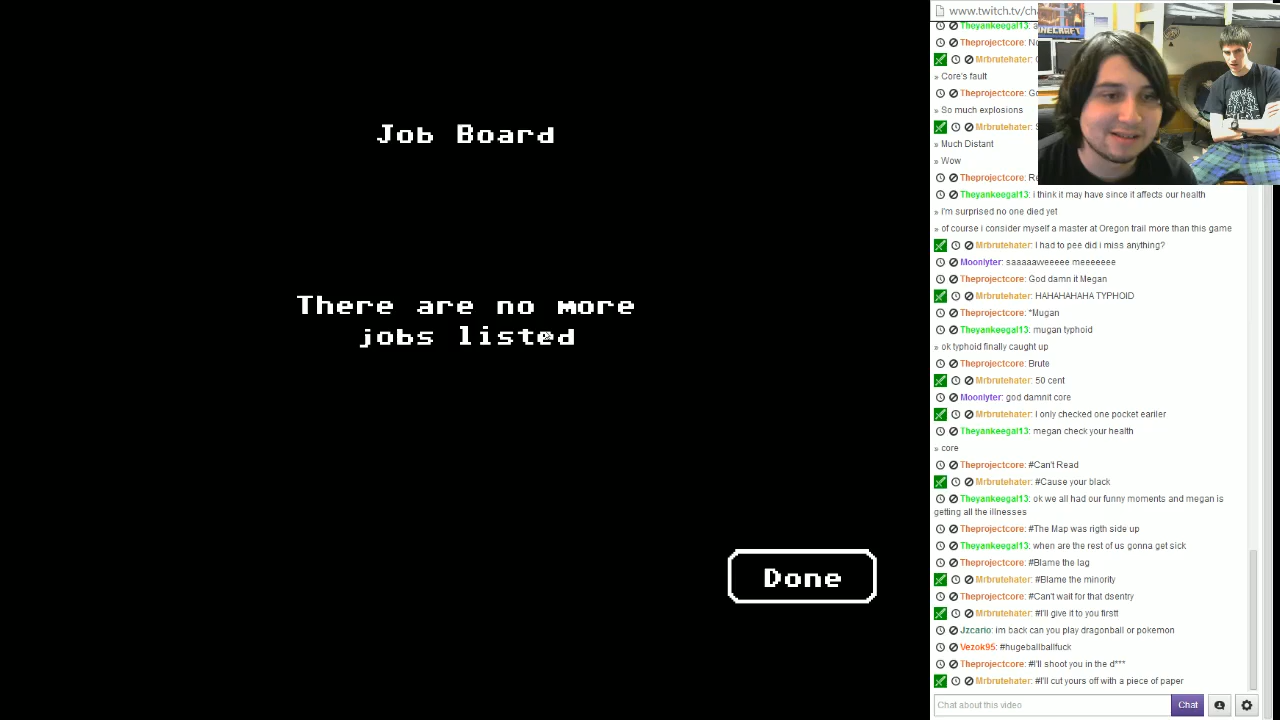 Job Board
There are no more
jobs listed
Done
www.twitch.tv/ch
MINECRAFT
Theyankeegal13:
Theprojectcore: No
Mrbrutehater:
» Core's fault
Theprojectcore: Go
» So much explosions
Mrbrutehater: S
» Much Distant
» Wow
Theprojectcore: Re
Theyankeegal13: i think it may have since it affects our health
» I'm surprised no one died yet
» of course i consider myself a master at Oregon trail more than this game
Mrbrutehater: I had to pee did i miss anything?
Moonlyter: saaaaaweeeee meeeeeee
Theprojectcore: God damn it Megan
Mrbrutehater: HAHAHAHAHA TYPHOID
Theprojectcore: *Mugan
Theyankeegal13: mugan typhoid
» ok typhoid finally caught up
Theprojectcore: Brute
Mrbrutehater: 50 cent
Moonlyter: god damnit core
Mrbrutehater: I only checked one pocket eariler
Theyankeegal13: megan check your health
» core
Theprojectcore: #Can't Read
Mrbrutehater: #Cause your black
Theyankeegal13: ok we all had our funny moments and megan is
getting all the illnesses
Theprojectcore: #The Map was rigth side up
Theyankeegal13: when are the rest of us gonna get sick
Theprojectcore: #Blame the lag
Mrbrutehater: #Blame the minority
Theprojectcore: #Can't wait for that dsentry
Mrbrutehater: #I'll give it to you firstt
Jzcario: im back can you play dragonball or pokemon
Vezok95: #hugeballballfuck
Theprojectcore: #I'll shoot you in the d***
Mrbrutehater: #I'll cut yours off with a piece of paper
Chat about this video
Chat